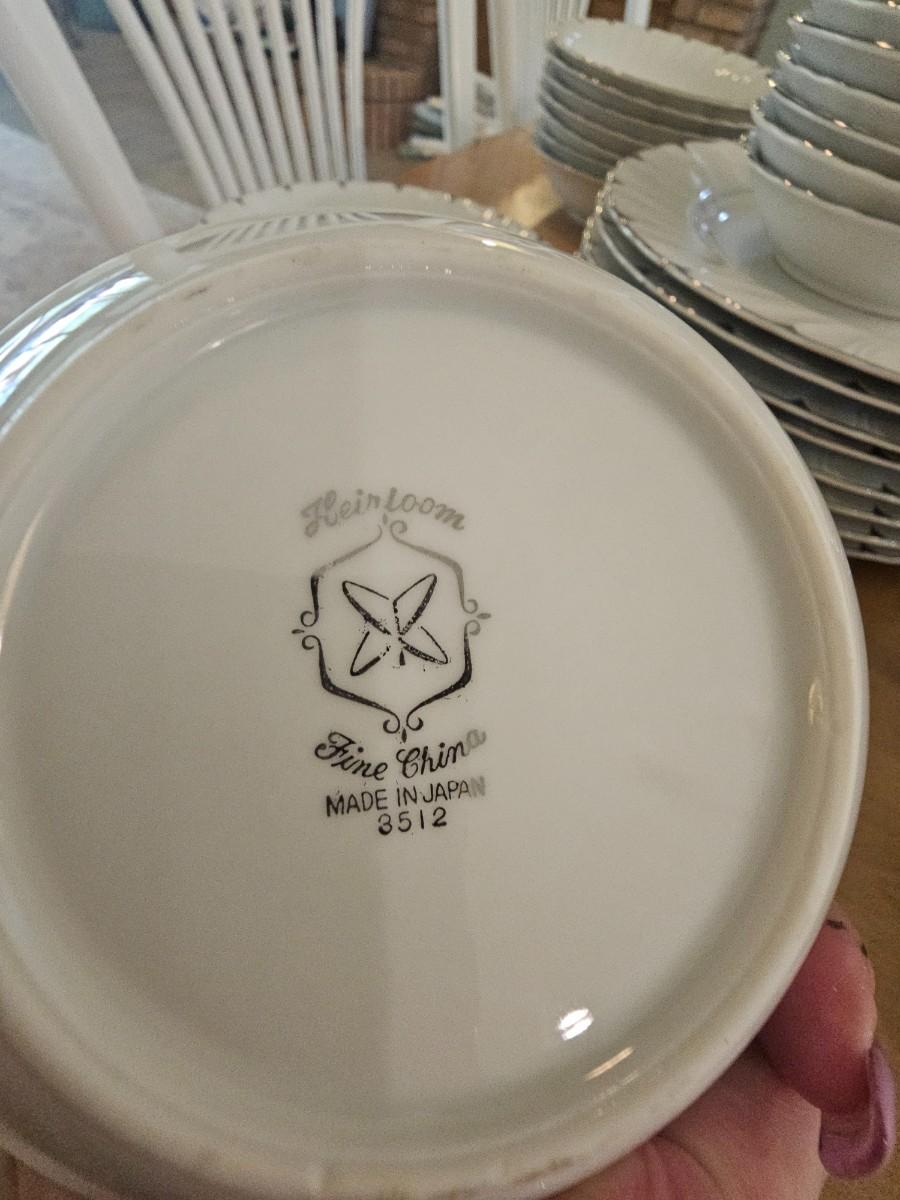 Heirloom
Fine China
MADE IN JAPAN
3512